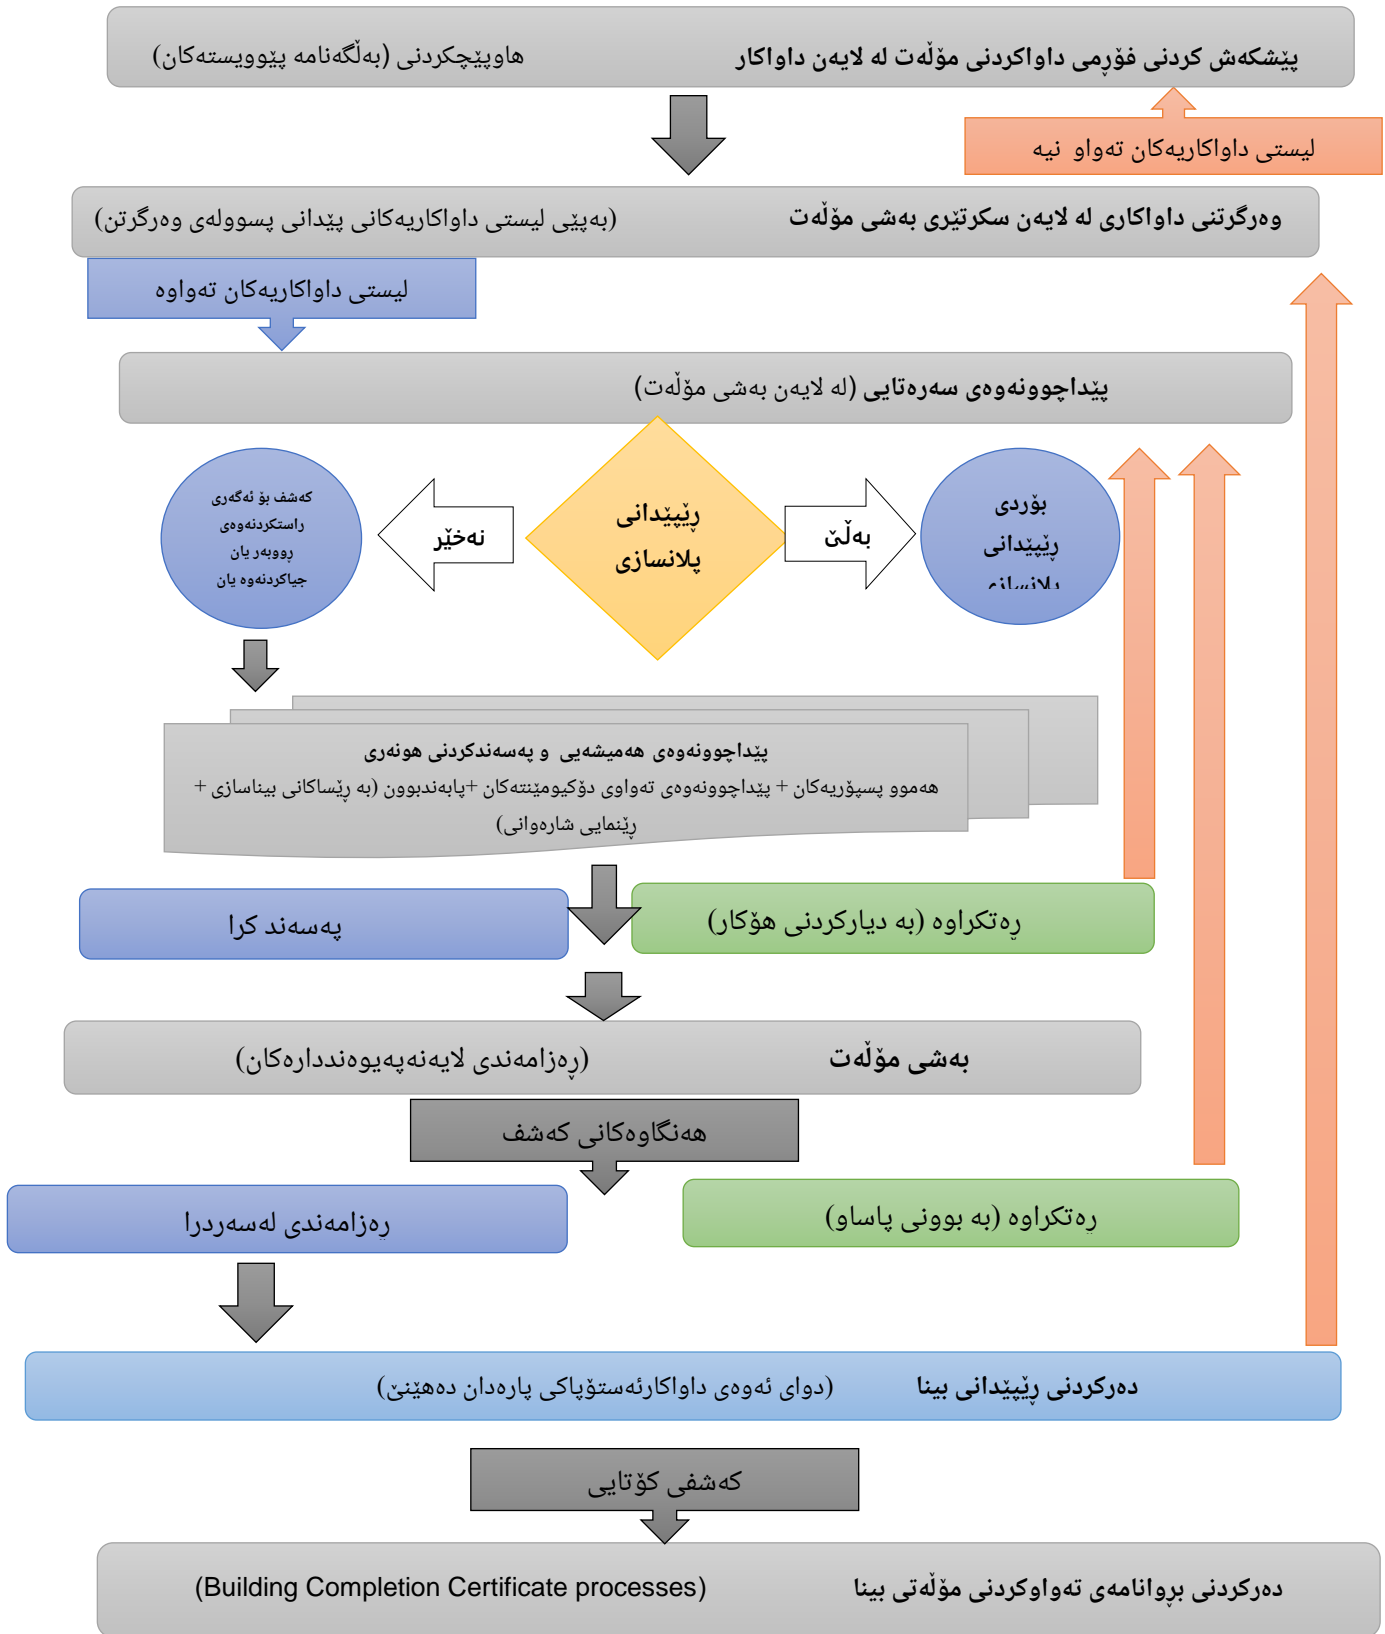 پێشکەش کردنی فۆڕمی داواکردنی مۆڵەت لە لایەن داواکار هاوپێچکردنی (بەڵگەنامە پێوویستەکان)
لیستی داواکاریەکان تەواو نیە
وەرگرتنی داواکاری لە لایەن سکرتێری بەشی مۆڵەت (بەپێی لیستی داواکاریەکانی پێدانی پسوولەی وەرگرتن)
لیستی داواکاریەکان تەواوە
پێداچوونەوەی سەرەتایی (لە لایەن بەشی مۆڵەت)
بۆردی
ڕێپێدانی
پلانسازی
بەڵێ
ڕێپێدانی
پلانسازی
نەخێر
کەشف بۆ ئەگەری
راستکردنەوەی
ڕووبەر یان
جیاکردنەوە یان
پێداچوونەوەی هەمیشەیی و پەسەندکردنی هونەری
هەموو پسپۆریەکان + پێداچوونەوەی تەواوی دۆکیومێنتەکان +پابەندبوون (بە ڕێساکانی بیناسازی +
ڕێنمایی شارەوانی)
ڕەتکراوە (بە دیارکردنی هۆکار)
پەسەند کرا
بەشی مۆڵەت (ڕەزامەندی لایەنەپەیوەنددارەکان)
هەنگاوەکانی کەشف
ڕەتکراوە (بە بوونی پاساو)
ڕەزامەندی لەسەردرا
دەرکردنی ڕێپێدانی بینا (دوای ئەوەی داواکارئەستۆپاکی پارەدان دەهێنێ)
کەشفی کۆتایی
دەرکردنی بڕوانامەی تەواوکردنی مۆڵەتی بینا (Building Completion Certificate processes)